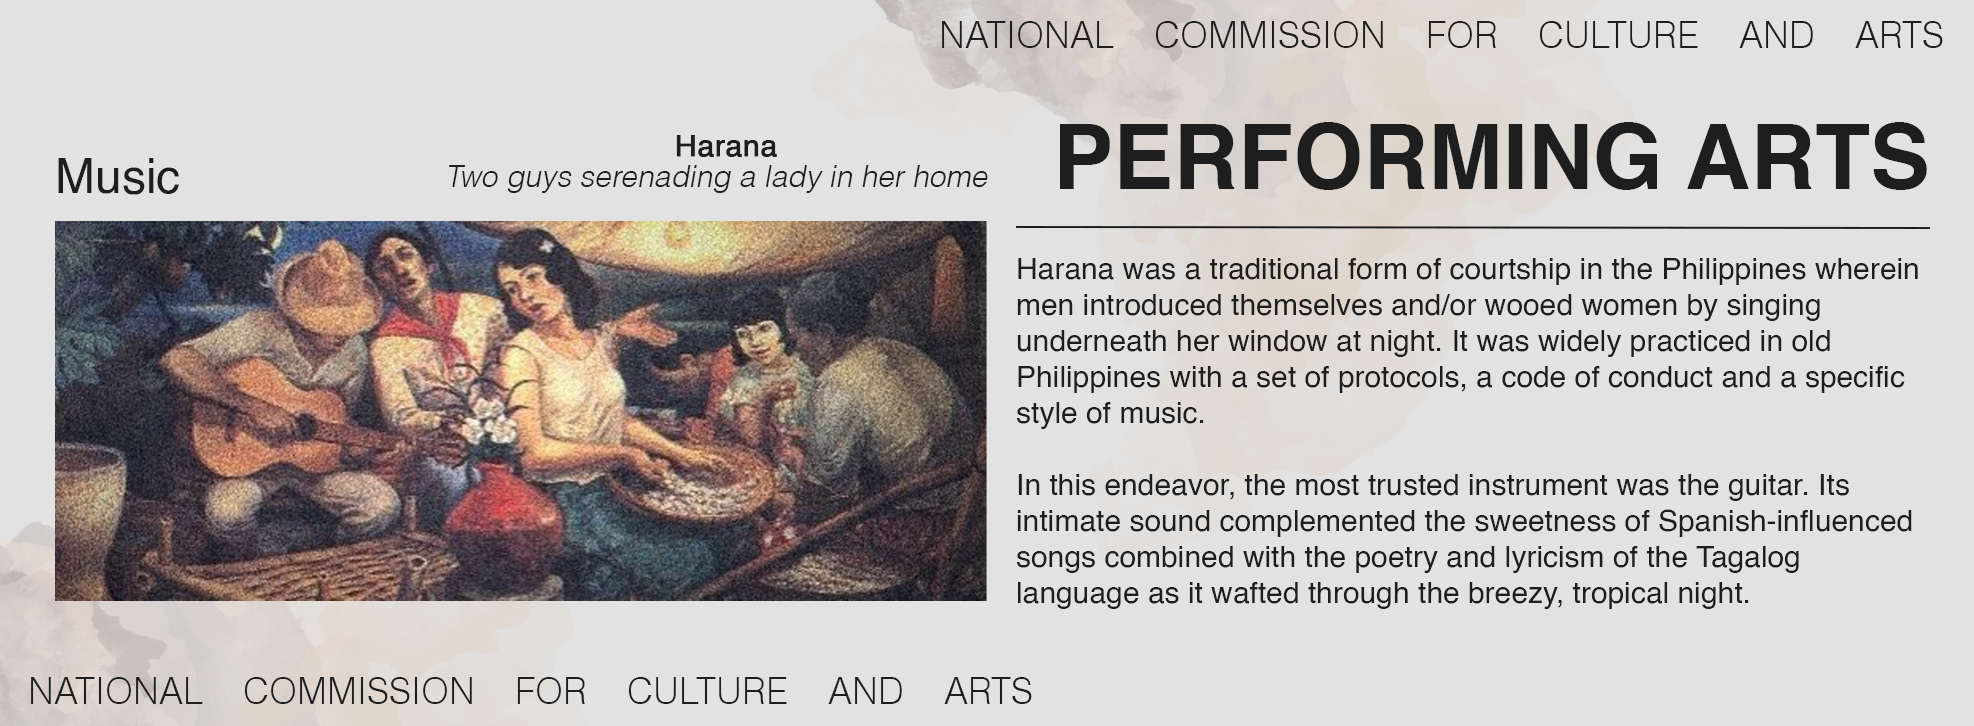 NATIONAL COMMISSION FOR CULTURE AND ARTS
Music
Harana
Two guys serenading a lady in her home
PERFORMING ARTS
Harana was a traditional form of courtship in the Philippines wherein
men introduced themselves and/or wooed women by singing
underneath her window at night. It was widely practiced in old
Philippines with a set of protocols, a code of conduct and a specific
style of music.
In this endeavor, the most trusted instrument was the guitar. Its
intimate sound complemented the sweetness of Spanish-influenced
songs combined with the poetry and lyricism of the Tagalog
language as it wafted through the breezy, tropical night.
NATIONAL COMMISSION FOR CULTURE AND ARTS